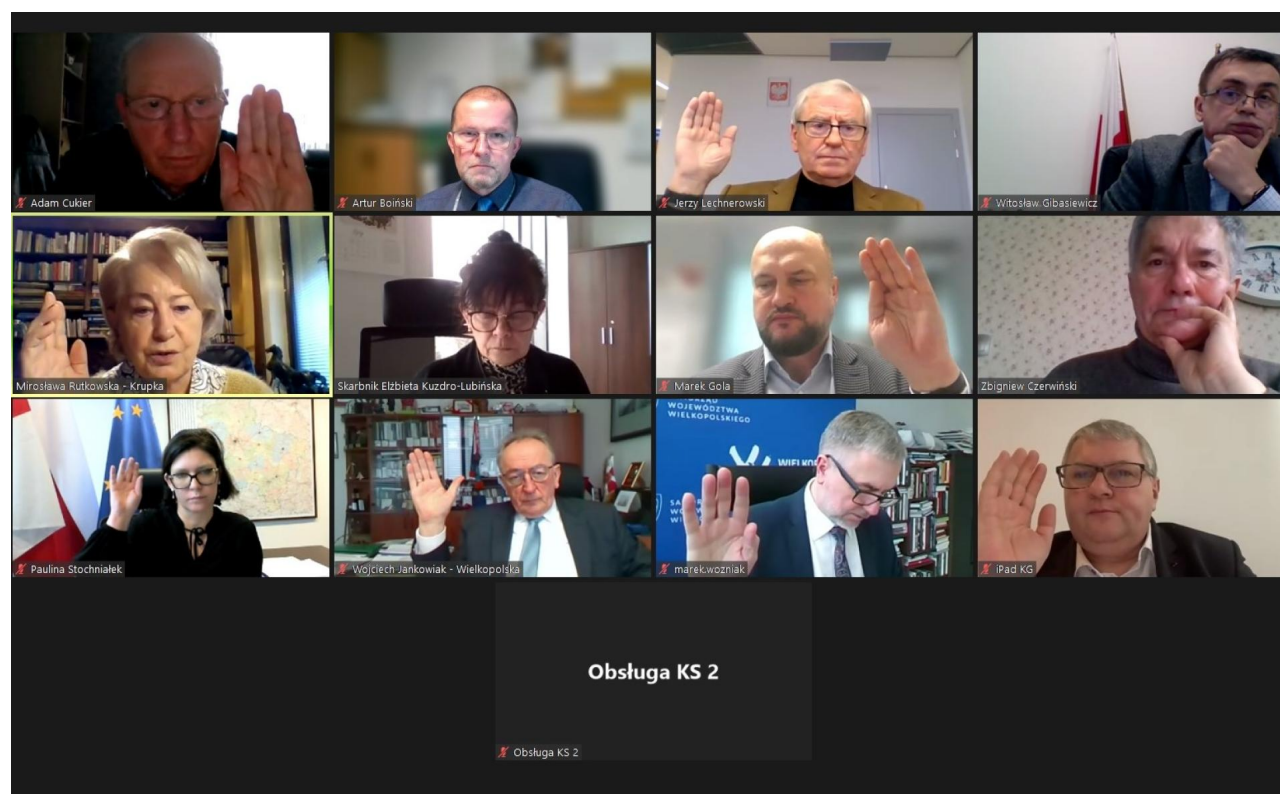 Adam Cukier
Artur Boiński
Jerzy Lechnerowski
Witosław Gibasiewicz
Mirosława Rutkowska - Krupka
Skarbnik Elżbieta Kuzdro-Lubińska
Marek Gola
Zbigniew Czerwiński
WOJEWÓDZTWA
WIELKOPOLSKIEGO
Paulina Stochniałek
Wojciech Jankowiak - Wielkopolska
marek.wozniak
iPad KG
Obsługa KS 2
Obsługa KS 2